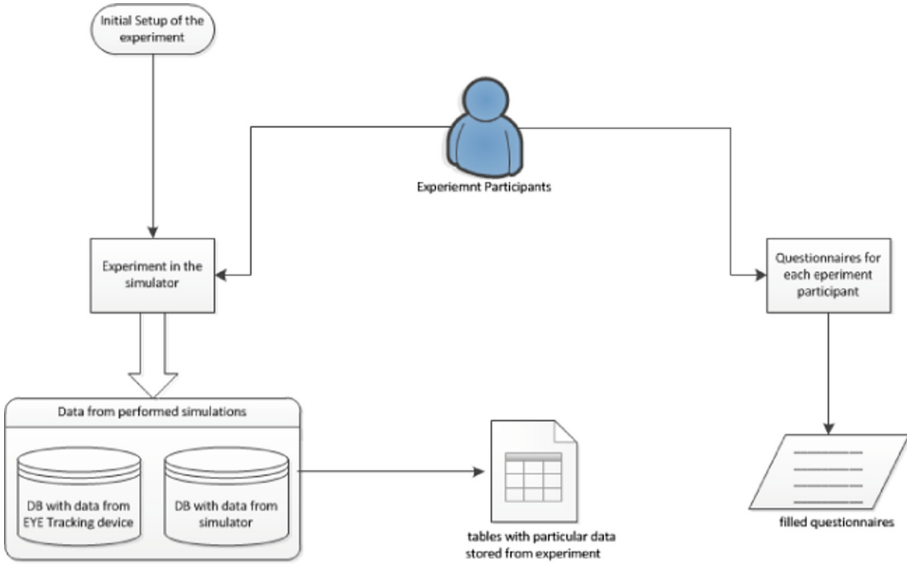 Initial Setup of the
experiment
Experiemnt Participants
Experiment in the
simulator
Questionnaires for
each eperiment
participant
Data from performed simulations
DB with data from
EYE Tracking device
DB with data from
simulator
tables with particular data
stored from experiment
filled questionnaires